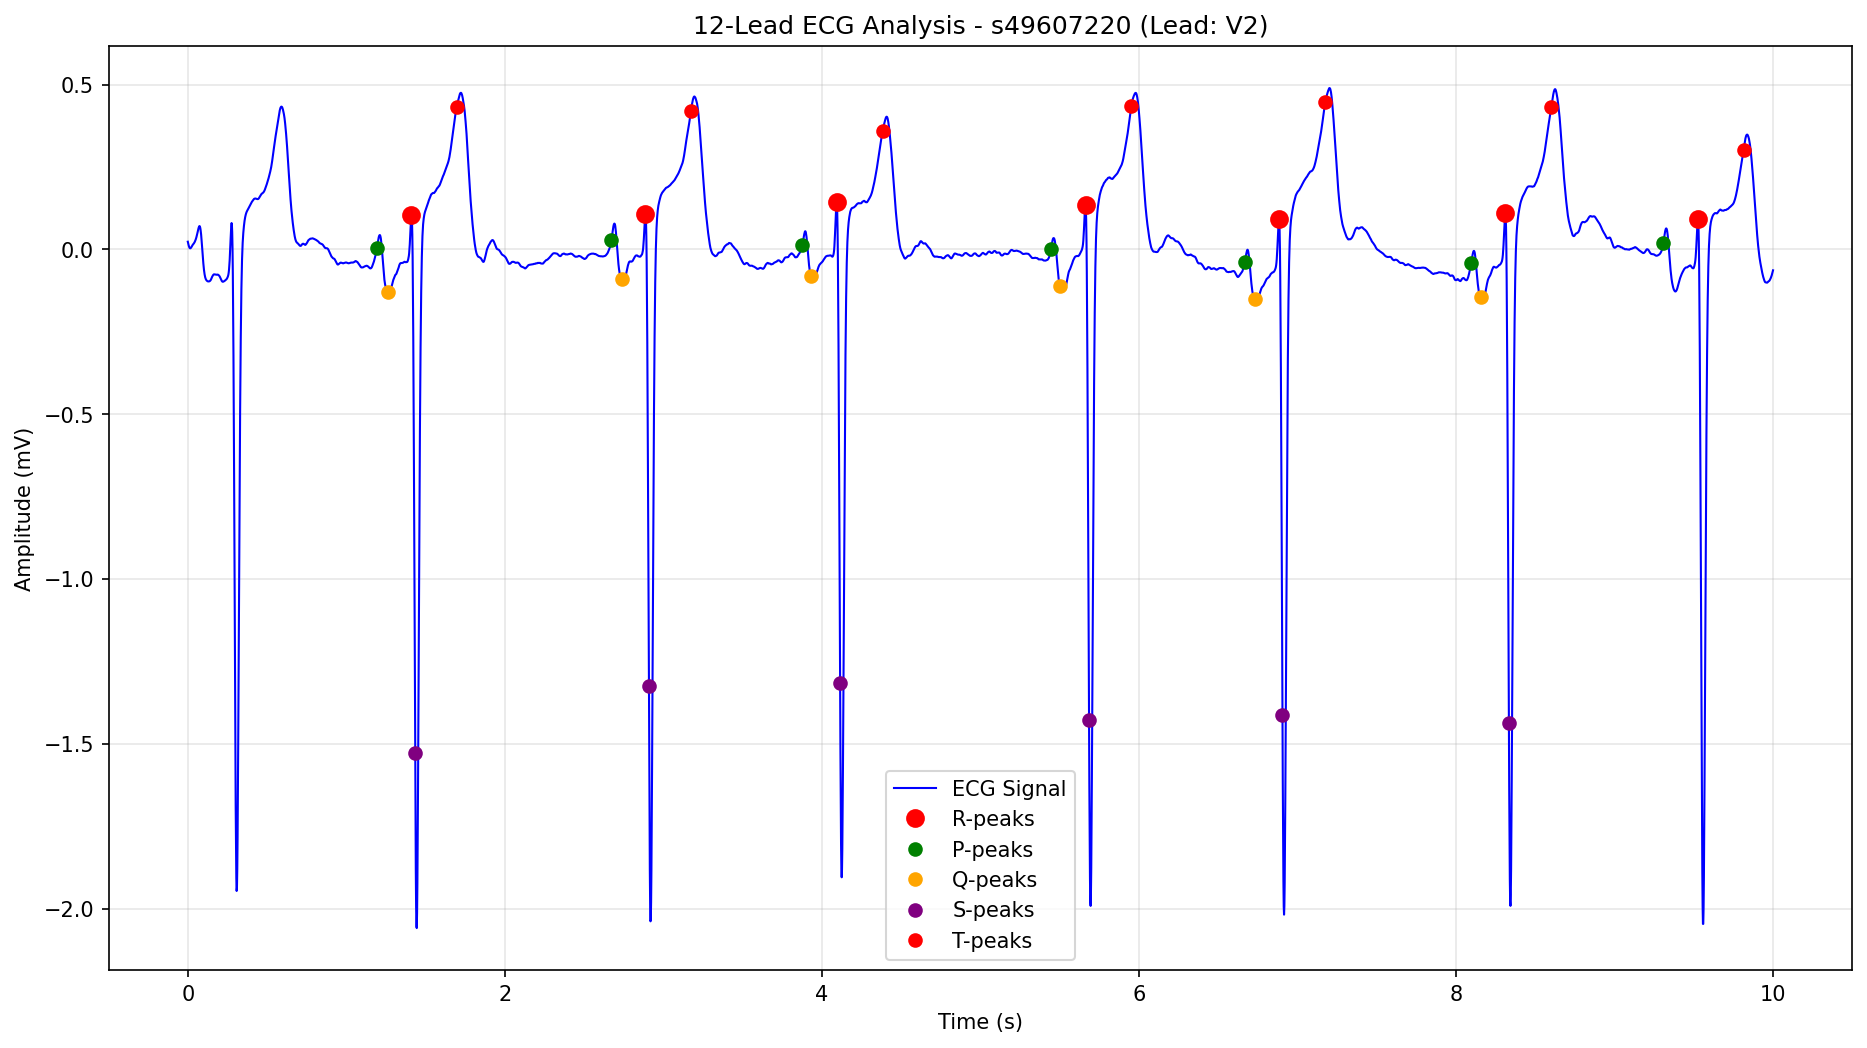 12-Lead ECG Analysis - s49607220 (Lead: V2)
0.5
0.0
−0.5
−1.0
−1.5
−2.0
Amplitude (mV)
ECG Signal
R-peaks
P-peaks
Q-peaks
S-peaks
T-peaks
0 2 4 6 8 10
Time (s)